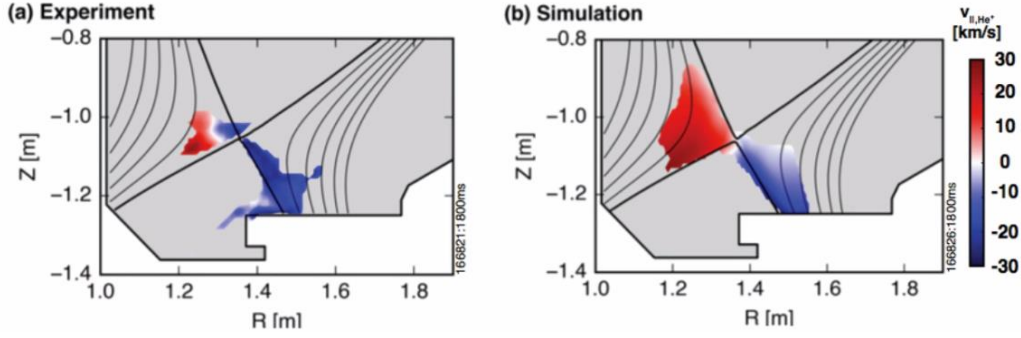 (a) Experiment
(b) Simulation
v||,He+
[km/s]
−0.8
−1.0
−1.2
−1.4
Z [m]
1.0 1.2 1.4 1.6 1.8
R [m]
166821:1800ms
−0.8
−1.0
−1.2
−1.4
Z [m]
1.0 1.2 1.4 1.6 1.8
R [m]
166826:1800ms
30
20
10
0
-10
-20
-30